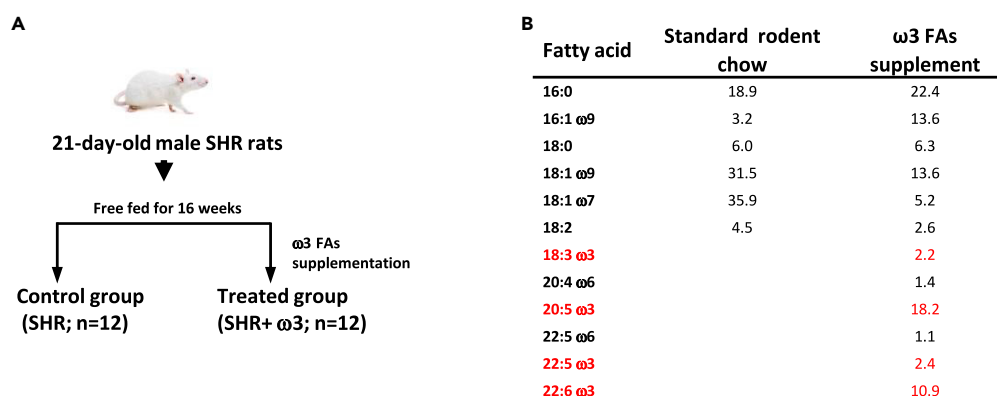 A
21-day-old male SHR rats
Free fed for 16 weeks
ω3 FAs
supplementation
Control group
(SHR; n=12)
Treated group
(SHR+ ω3; n=12)
B
Fatty acid Standard rodent chow ω3 FAs supplement
16:0 18.9 22.4
16:1 ω9 3.2 13.6
18:0 6.0 6.3
18:1 ω9 31.5 13.6
18:1 ω7 35.9 5.2
18:2 4.5 2.6
18:3 ω3 2.2
20:4 ω6 1.4
20:5 ω3 18.2
22:5 ω6 1.1
22:5 ω3 2.4
22:6 ω3 10.9